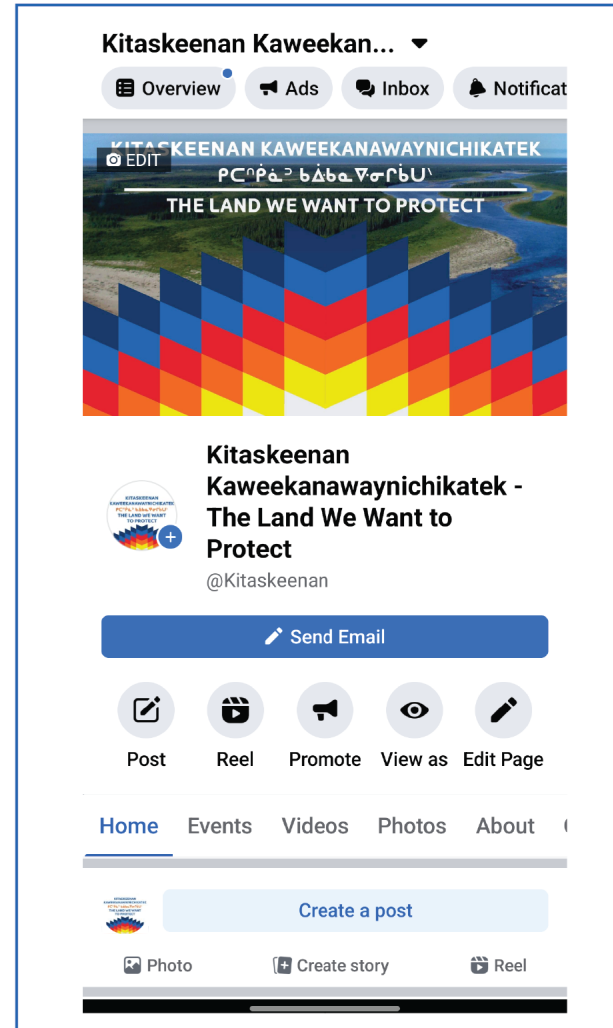 Kitaskeenan Kaweekan...
Overview Ads Inbox Notificat
EDIT
KITASKEENAN KAWEEKANAWAYNICHIKATEK
ᑭᑕᐢᑮᓈᐣ ᑲᐄᐧᑲᓇᐁᐧᓂᒋᑲᑌᐠ
THE LAND WE WANT TO PROTECT
Kitaskeenan
Kaweekanawaynichikatek -
The Land We Want to
Protect
@Kitaskeenan
Send Email
Post Reel Promote View as Edit Page
Home Events Videos Photos About
Create a post
Photo Create story Reel